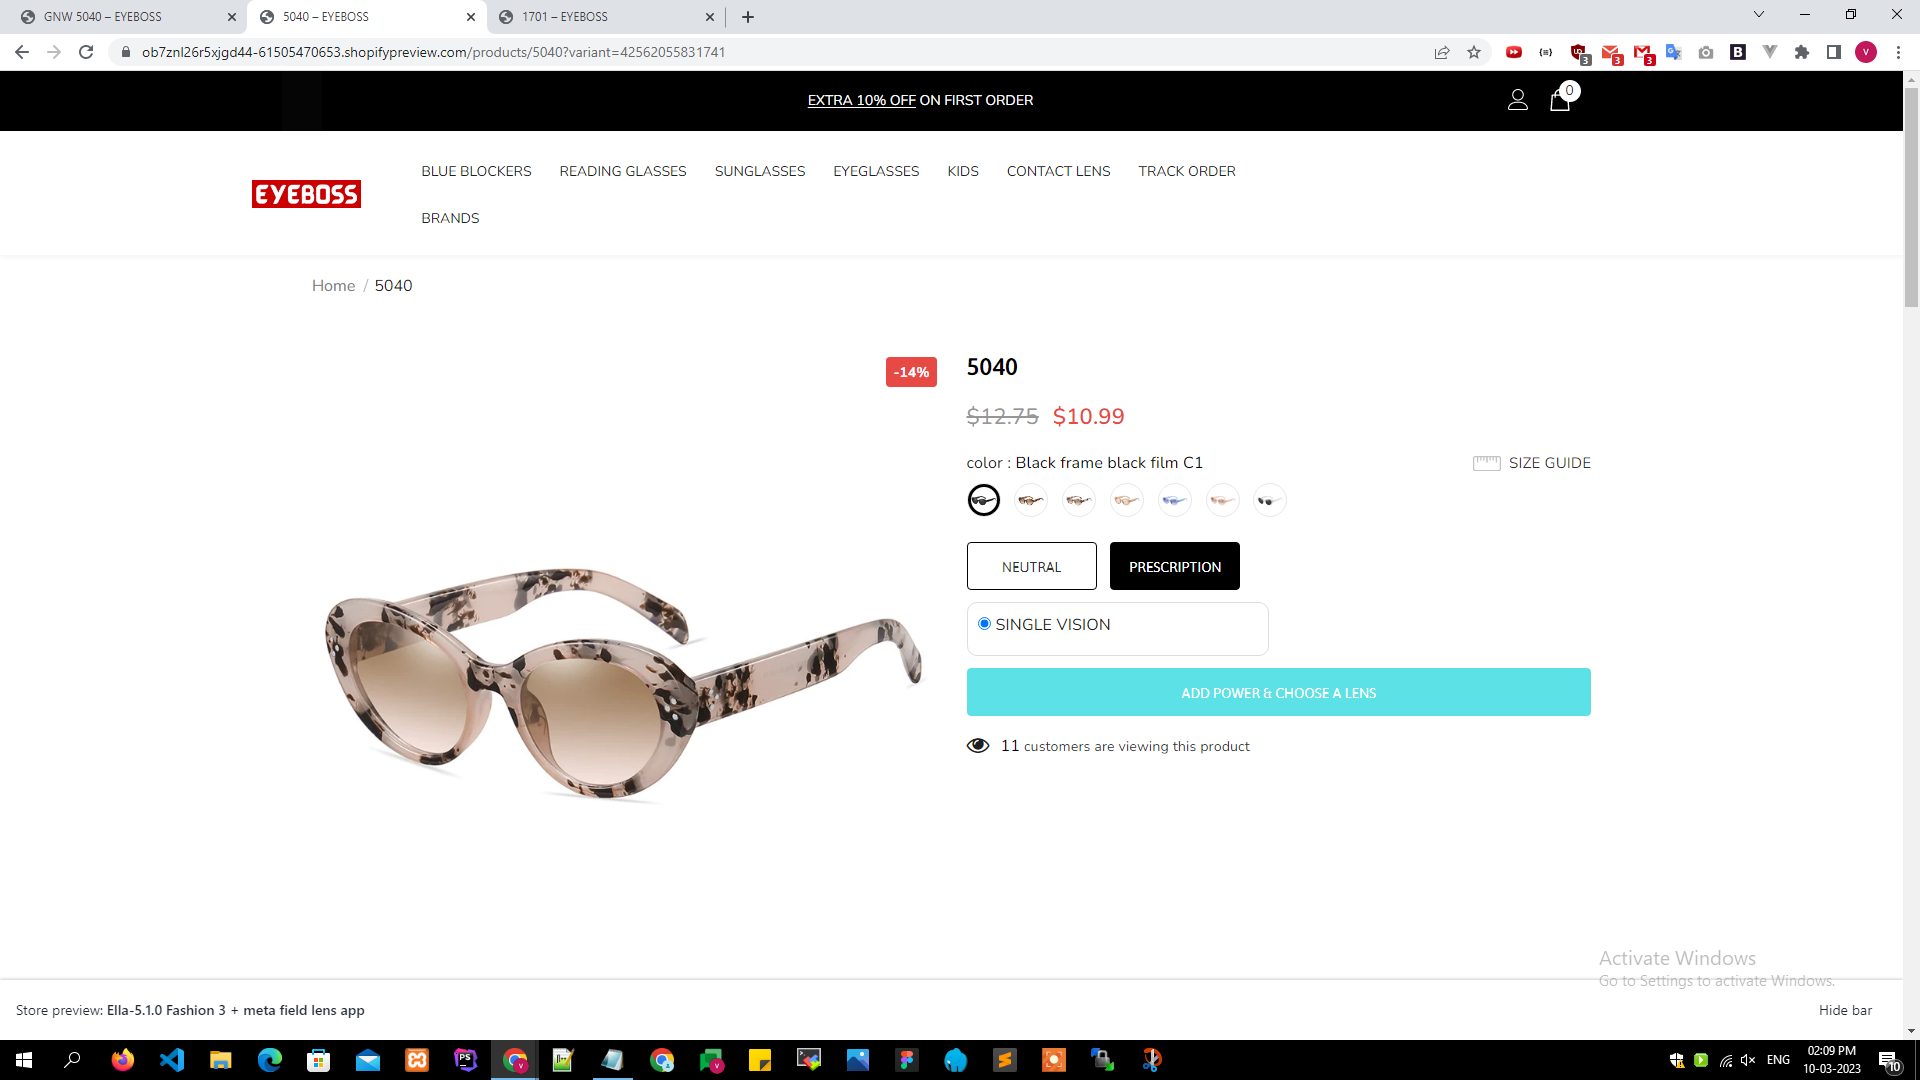 GNW 5040 – EYEBOSS
5040 – EYEBOSS
1701 – EYEBOSS
ob7znl26r5xjgd44-61505470653.shopifypreview.com/products/5040?variant=42562055831741
3
3
3
B
V
EXTRA 10% OFF ON FIRST ORDER
0
EYEBOSS
BLUE BLOCKERS
READING GLASSES
SUNGLASSES
EYEGLASSES
KIDS
CONTACT LENS
TRACK ORDER
BRANDS
Home / 5040
-14%
5040
$12.75 $10.99
color : Black frame black film C1
SIZE GUIDE
NEUTRAL
PRESCRIPTION
SINGLE VISION
ADD POWER & CHOOSE A LENS
11 customers are viewing this product
Activate Windows
Go to Settings to activate Windows.
Store preview: Ella-5.1.0 Fashion 3 + meta field lens app
Hide bar
PS
ENG
02:09 PM
10-03-2023
10